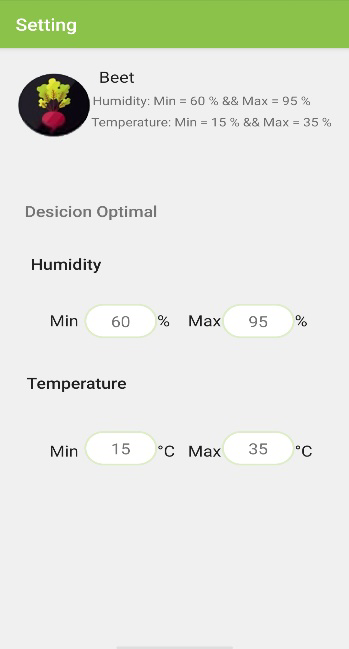 Setting
Beet
Humidity: Min = 60 % && Max = 95 %
Temperature: Min = 15 % && Max = 35 %
Desicion Optimal
Humidity
Min 60 % Max 95 %
Temperature
Min 15 °C Max 35 °C